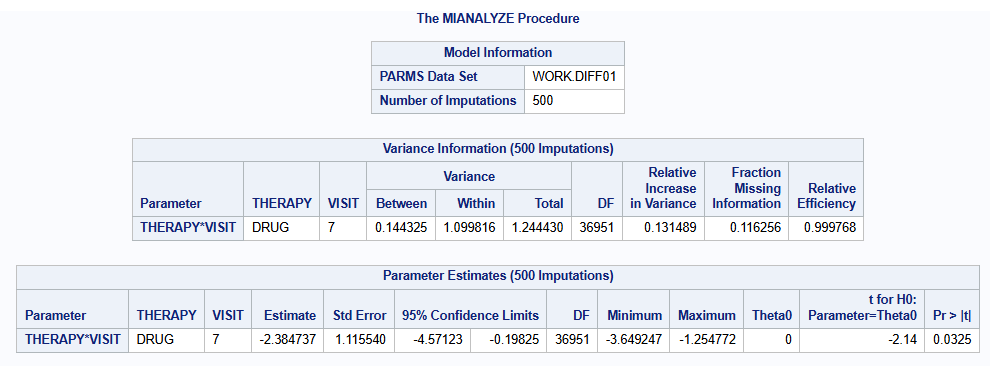 The MIANALYZE Procedure
Model Information
PARMS Data Set WORK.DIFF01
Number of Imputations 500
Variance Information (500 Imputations)
Parameter THERAPY VISIT Variance DF Relative Increase in Variance Fraction Missing Information Relative Efficiency
Between Within Total
THERAPY*VISIT DRUG 7 0.144325 1.099816 1.244430 36951 0.131489 0.116256 0.999768
Parameter Estimates (500 Imputations)
Parameter THERAPY VISIT Estimate Std Error 95% Confidence Limits DF Minimum Maximum Theta0 t for H0: Parameter=Theta0 Pr > |t|
THERAPY*VISIT DRUG 7 -2.384737 1.115540 -4.57123 -0.19825 36951 -3.649247 -1.254772 0 -2.14 0.0325